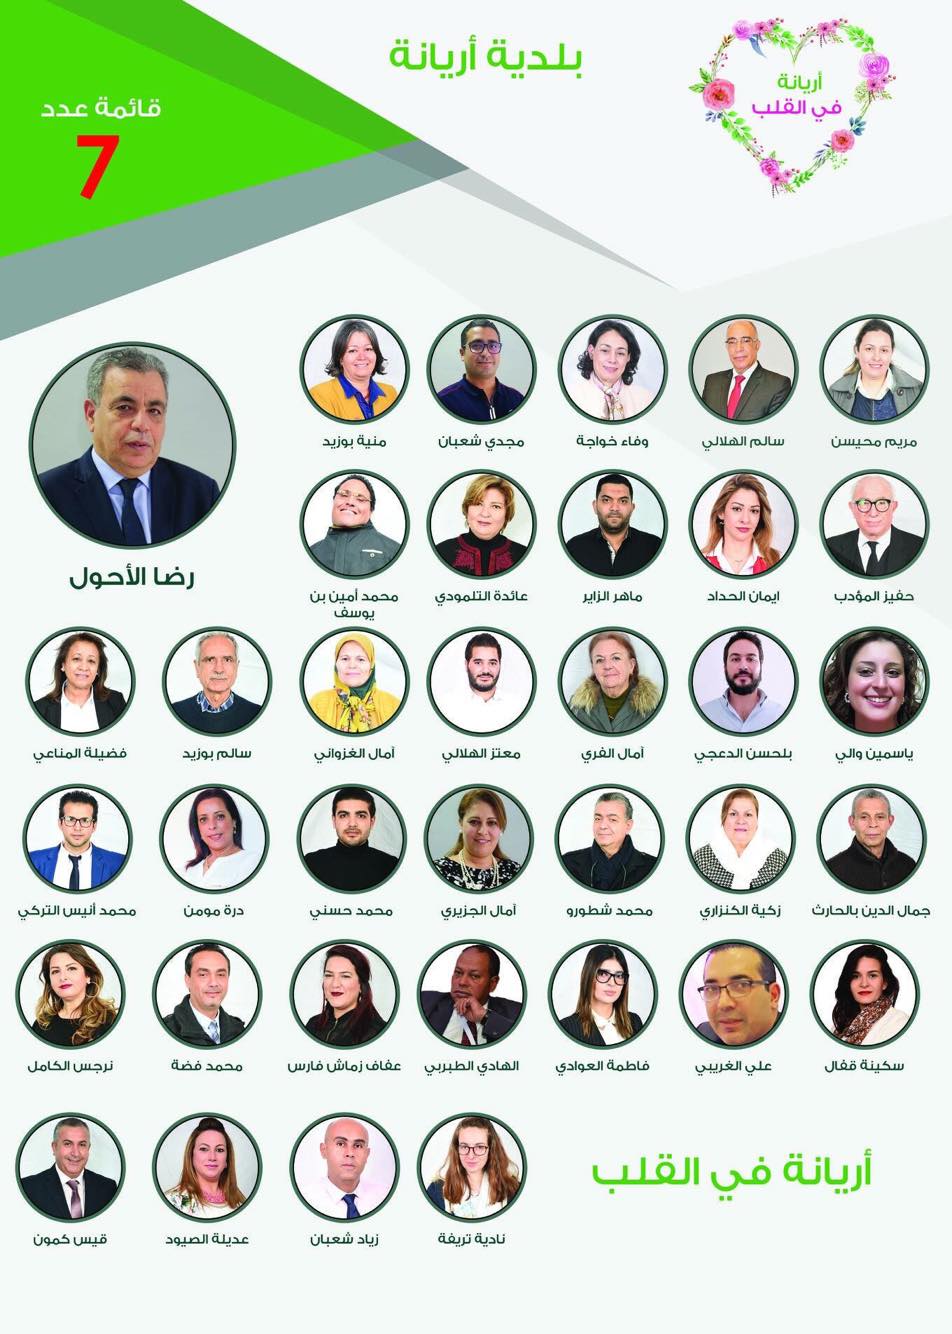 بلدية أريانة
أريانة
في القلب
قائمة عدد
7
رضا الأحول
منية بوزيد
مجدي شعبان
وفاء خواجة
سالم الهلالي
مريم محيسن
محمد أمين بن
يوسف
عائدة التلمودي
ماهر الزاير
ايمان الحداد
حفيز المؤدب
فضيلة المناعي
سالم بوزيد
آمال الغزواني
معتز الهلالي
آمال الفري
بلحسن الدعجي
ياسمين والي
محمد أنيس التركي
درة مومن
محمد حسني
آمال الجزيري
محمد شطورو
زكية الكنزاري
جمال الدين بالحارث
نرجس الكامل
محمد فضة
عفاف زماش فارس
الهادي الطبربي
فاطمة العوادي
علي الغريبي
سكينة قفال
قيس كمون
عديلة الصيود
زياد شعبان
نادية تريفة
أريانة في القلب